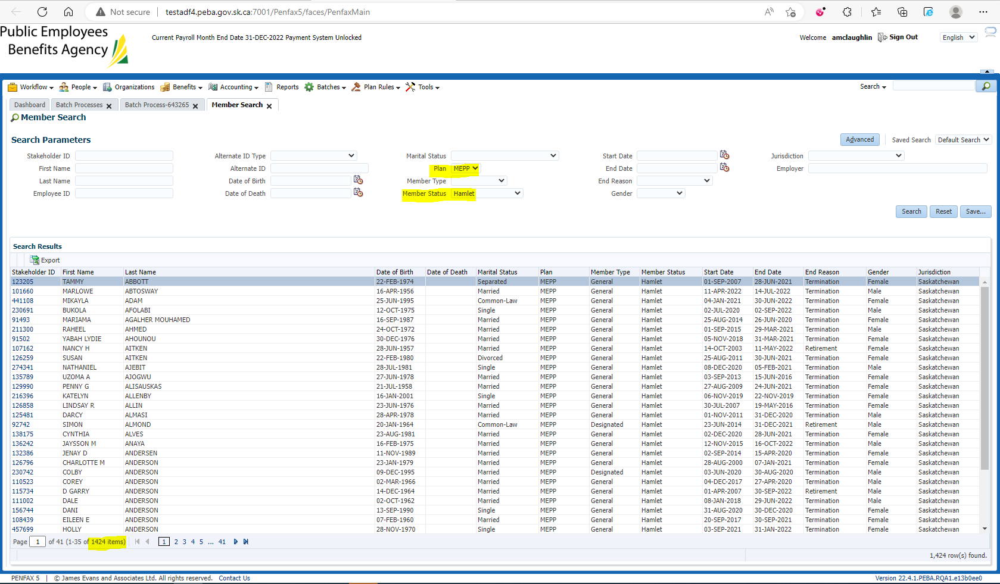 Not secure | testadf4.peba.gov.sk.ca:7001/Penfax5/faces/PenfaxMain
Public Employees
Benefits Agency
Current Payroll Month End Date 31-DEC-2022 Payment System Unlocked
Welcome amclaughlin Sign Out English
Workflow People Organizations Benefits Accounting Reports Batches Plan Rules Tools Search
Dashboard Batch Processes Batch Process-643265 Member Search
Member Search
Search Parameters
Advanced Saved Search Default Search
Stakeholder ID Alternate ID Type Marital Status Start Date Jurisdiction
First Name Alternate ID Plan MEPP End Date Employer
Last Name Date of Birth Member Type End Reason
Employee ID Date of Death Member Status Hamlet Gender
Search Reset Save...
Search Results
Export
Stakeholder ID First Name Last Name Date of Birth Date of Death Marital Status Plan Member Type Member Status Start Date End Date End Reason Gender Jurisdiction
123205 TAMMY ABBOTT 22-FEB-1974 Separated MEPP General Hamlet 01-SEP-2007 28-JUN-2021 Termination Female Saskatchewan
101660 MARLOWE ABTOSWAY 16-APR-1956 Married MEPP General Hamlet 11-APR-2022 14-JUL-2022 Termination Male Saskatchewan
441108 MIKAYLA ADAM 25-JUN-1995 Common-Law MEPP General Hamlet 04-JAN-2021 30-JUN-2022 Termination Female Saskatchewan
230691 BUKOLA AFOLABI 12-OCT-1975 Single MEPP General Hamlet 02-JUL-2020 02-SEP-2022 Termination Male Saskatchewan
91493 MARIAMA AGALHER MOUHAMED 16-SEP-1987 Married MEPP General Hamlet 25-AUG-2014 26-JUN-2020 Termination Female Saskatchewan
211300 RAHEEL AHMED 24-OCT-1972 Married MEPP General Hamlet 01-SEP-2015 29-MAR-2021 Termination Male Saskatchewan
91502 YABAH LYDIE AHOUNOU 30-DEC-1976 Married MEPP General Hamlet 05-NOV-2018 31-MAR-2021 Termination Female Saskatchewan
107162 NANCY H AITKEN 28-JUN-1957 Married MEPP General Hamlet 14-OCT-2003 11-MAY-2022 Retirement Female Saskatchewan
126259 SUSAN AITKEN 22-FEB-1980 Divorced MEPP General Hamlet 25-AUG-2011 30-JUN-2021 Termination Female Saskatchewan
274341 NATHANIEL AJEBIT 28-JUL-1981 Single MEPP General Hamlet 08-DEC-2020 05-FEB-2021 Termination Male Saskatchewan
135789 UZOMA A AJOGWU 27-JUN-1978 Married MEPP General Hamlet 03-SEP-2013 15-JUN-2016 Termination Female Saskatchewan
129990 PENNY G ALISAUSKAS 21-JUL-1958 Married MEPP General Hamlet 27-AUG-2009 24-JUN-2021 Termination Female Saskatchewan
216396 KATELYN ALLENBY 16-JAN-2001 Single MEPP General Hamlet 06-NOV-2019 22-NOV-2019 Termination Female Saskatchewan
126858 LINDSAY R ALLIN 23-JUN-1976 Married MEPP General Hamlet 30-JUL-2007 19-MAY-2016 Termination Female Saskatchewan
125481 DARCY ALMASI 28-APR-1978 Married MEPP General Hamlet 01-NOV-2011 31-DEC-2020 Termination Male Saskatchewan
92742 SIMON ALMOND 20-JAN-1964 Common-Law MEPP Designated Hamlet 23-JUN-2014 31-DEC-2021 Retirement Male Saskatchewan
138175 CYNTHIA ALVES 23-AUG-1981 Married MEPP General Hamlet 02-DEC-2020 28-JUN-2021 Termination Female Saskatchewan
136242 JAYSSON M ANAYA 16-FEB-1975 Married MEPP General Hamlet 12-NOV-2015 16-OCT-2022 Termination Male Saskatchewan
132386 JENAY D ANDERSEN 11-NOV-1989 Married MEPP General Hamlet 02-SEP-2014 15-APR-2020 Termination Female Saskatchewan
126796 CHARLOTTE M ANDERSON 23-JAN-1979 Married MEPP General Hamlet 28-AUG-2000 07-JAN-2021 Termination Female Saskatchewan
230742 COLBY ANDERSON 09-DEC-1995 Married MEPP Designated Hamlet 03-JUN-2020 30-AUG-2020 Termination Male Saskatchewan
110523 COREY ANDERSON 02-MAR-1966 Married MEPP General Hamlet 04-DEC-2017 27-APR-2020 Termination Male Saskatchewan
115734 D GARRY ANDERSON 14-DEC-1964 Married MEPP General Hamlet 01-APR-2007 30-SEP-2022 Retirement Male Saskatchewan
111002 DALE ANDERSON 02-OCT-1962 Married MEPP General Hamlet 08-JAN-2018 29-JUN-2022 Termination Male Saskatchewan
156744 DANI ANDERSON 13-SEP-1990 Single MEPP General Hamlet 31-AUG-2020 30-DEC-2020 Termination Female Saskatchewan
108439 EILEEN E ANDERSON 07-FEB-1960 Married MEPP General Hamlet 20-SEP-2017 30-SEP-2021 Termination Female Saskatchewan
457699 HOLLY ANDERSON 28-NOV-1970 Single MEPP General Hamlet 03-SEP-2021 31-JAN-2022 Termination Female Saskatchewan
Page 1 of 41 (1-35 of 1424 items) 1 2 3 4 5 ... 41
1,424 row(s) found.
PENFAX 5 | © James Evans and Associates Ltd. All rights reserved. Contact Us Version 22.4.1.PEBA.RQA1.e13b0ee0